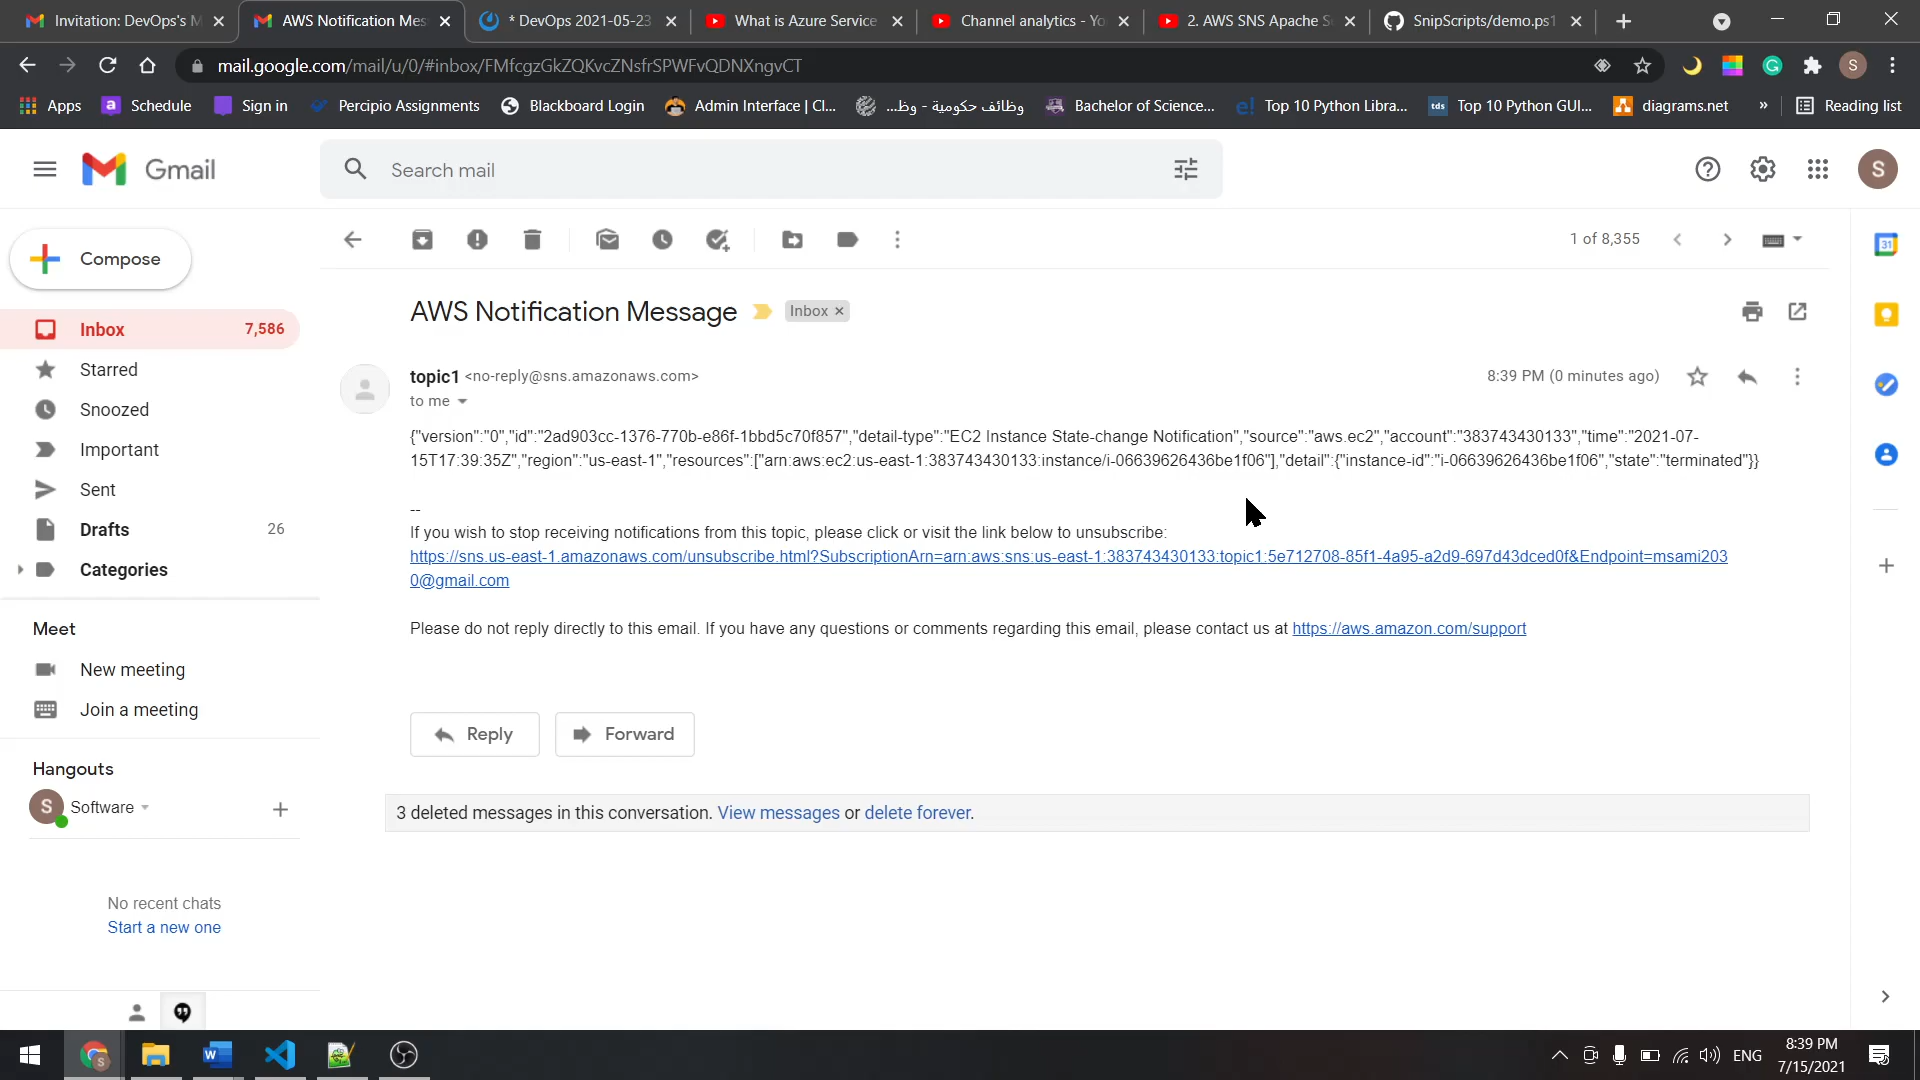 Invitation: DevOps's M
AWS Notification Mes
* DevOps 2021-05-23
What is Azure Service
Channel analytics - Yo
2. AWS SNS Apache S
SnipScripts/demo.ps1
mail.google.com/mail/u/0/#inbox/FMfcgzGkZQKvcZNsfrSPWFvQDNXngvCT
S
Apps
a Schedule
Sign in
Percipio Assignments
Blackboard Login
Admin Interface | Cl...
وظائف حكومية - وظ...
Bachelor of Science...
e! Top 10 Python Libra...
tds Top 10 Python GUI...
diagrams.net
»
Reading list
Gmail
Search mail
S
Compose
1 of 8,355
Inbox 7,586
Starred
Snoozed
Important
Sent
Drafts 26
Categories
AWS Notification Message
Inbox ×
topic1 <no-reply@sns.amazonaws.com>
8:39 PM (0 minutes ago)
to me
{"version":"0","id":"2ad903cc-1376-770b-e86f-1bbd5c70f857","detail-type":"EC2 Instance State-change Notification","source":"aws.ec2","account":"383743430133","time":"2021-07-
15T17:39:35Z","region":"us-east-1","resources":["arn:aws:ec2:us-east-1:383743430133:instance/i-06639626436be1f06"],"detail":{"instance-id":"i-06639626436be1f06","state":"terminated"}}
--
If you wish to stop receiving notifications from this topic, please click or visit the link below to unsubscribe:
https://sns.us-east-1.amazonaws.com/unsubscribe.html?SubscriptionArn=arn:aws:sns:us-east-1:383743430133:topic1:5e712708-85f1-4a95-a2d9-697d43dced0f&Endpoint=msami203
0@gmail.com
Please do not reply directly to this email. If you have any questions or comments regarding this email, please contact us at https://aws.amazon.com/support
Reply
Forward
3 deleted messages in this conversation. View messages or delete forever.
Meet
New meeting
Join a meeting
Hangouts
S Software
No recent chats
Start a new one
31
ENG
8:39 PM
7/15/2021